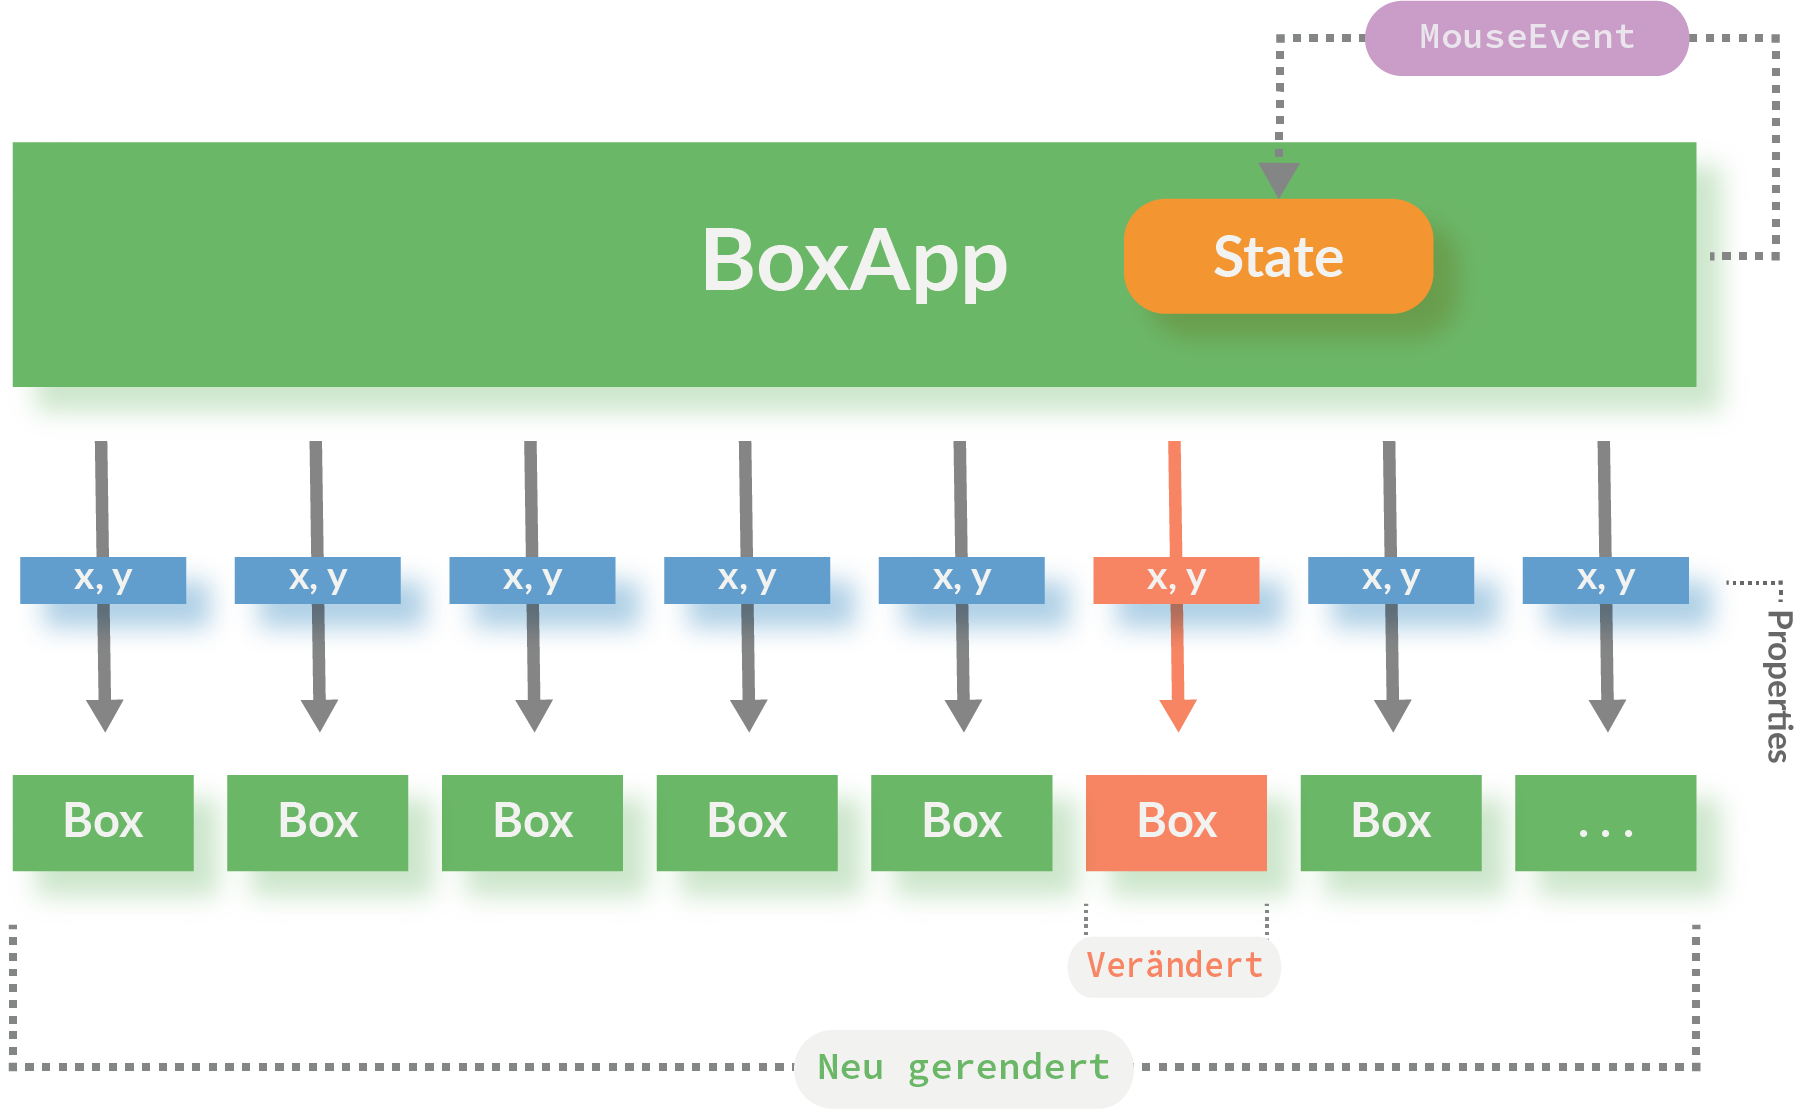 MouseEvent
BoxApp
State
x, y
x, y
x, y
x, y
x, y
x, y
x, y
x, y
Properties
Box
Box
Box
Box
Box
Box
Box
...
Verändert
Neu gerendert